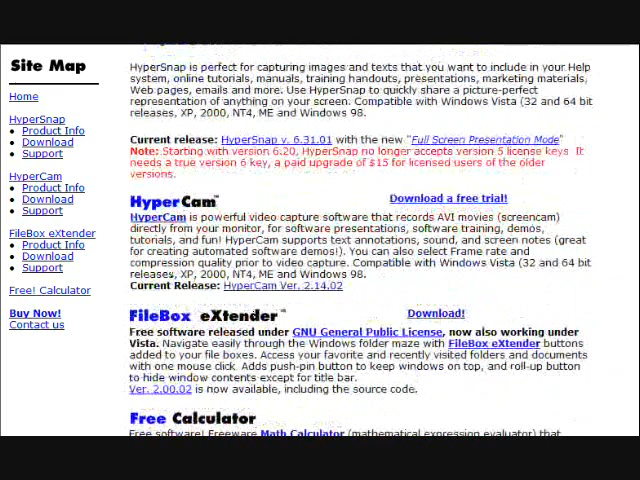 Site Map
Home
HyperSnap
• Product Info
• Download
• Support
HyperCam
• Product Info
• Download
• Support
FileBox eXtender
• Product Info
• Download
• Support
Free! Calculator
Buy Now!
Contact us
HyperSnap is perfect for capturing images and texts that you want to include in your Help
system, online tutorials, manuals, training handouts, presentations, marketing materials,
Web pages, emails and more. Use HyperSnap to quickly share a picture-perfect
representation of anything on your screen. Compatible with Windows Vista (32 and 64 bit
releases, XP, 2000, NT4, ME and Windows 98.
Current release: HyperSnap v. 6.31.01 with the new "Full Screen Presentation Mode"
Note: Starting with version 6.20, HyperSnap no longer accepts version 5 license keys. It
needs a true version 6 key, a paid upgrade of $15 for licensed users of the older
versions.
HyperCam™ Download a free trial!
HyperCam is powerful video capture software that records AVI movies (screencam)
directly from your monitor, for software presentations, software training, demos,
tutorials, and fun! HyperCam supports text annotations, sound, and screen notes (great
for creating automated software demos!). You can also select Frame rate and
compression quality prior to video capture. Compatible with Windows Vista (32 and 64 bit
releases, XP, 2000, NT4, ME and Windows 98.
Current Release: HyperCam Ver. 2.14.02
FileBox eXtender™ Download!
Free software released under GNU General Public License, now also working under
Vista. Navigate easily through the Windows folder maze with FileBox eXtender buttons
added to your file boxes. Access your favorite and recently visited folders and documents
with one mouse click. Adds push-pin button to keep windows on top, and roll-up button
to hide window contents except for title bar.
Ver. 2.00.02 is now available, including the source code.
Free Calculator
Free software! Freeware Math Calculator (mathematical expression evaluator) that